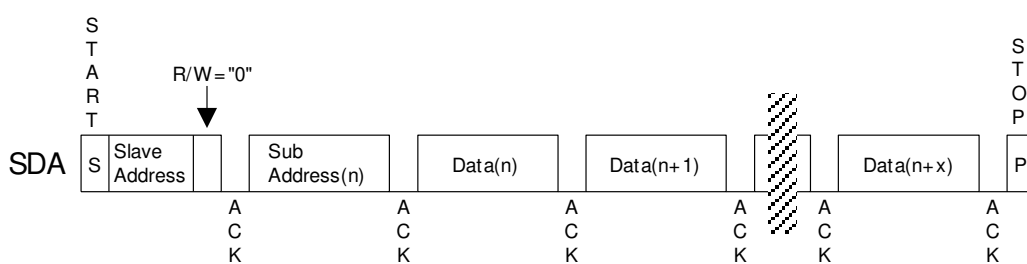 START
STOP
R/W="0"
SDA
S
Slave
Address
Sub
Address(n)
Data(n)
Data(n+1)
Data(n+x)
P
ACK
ACK
ACK
ACK
ACK
ACK